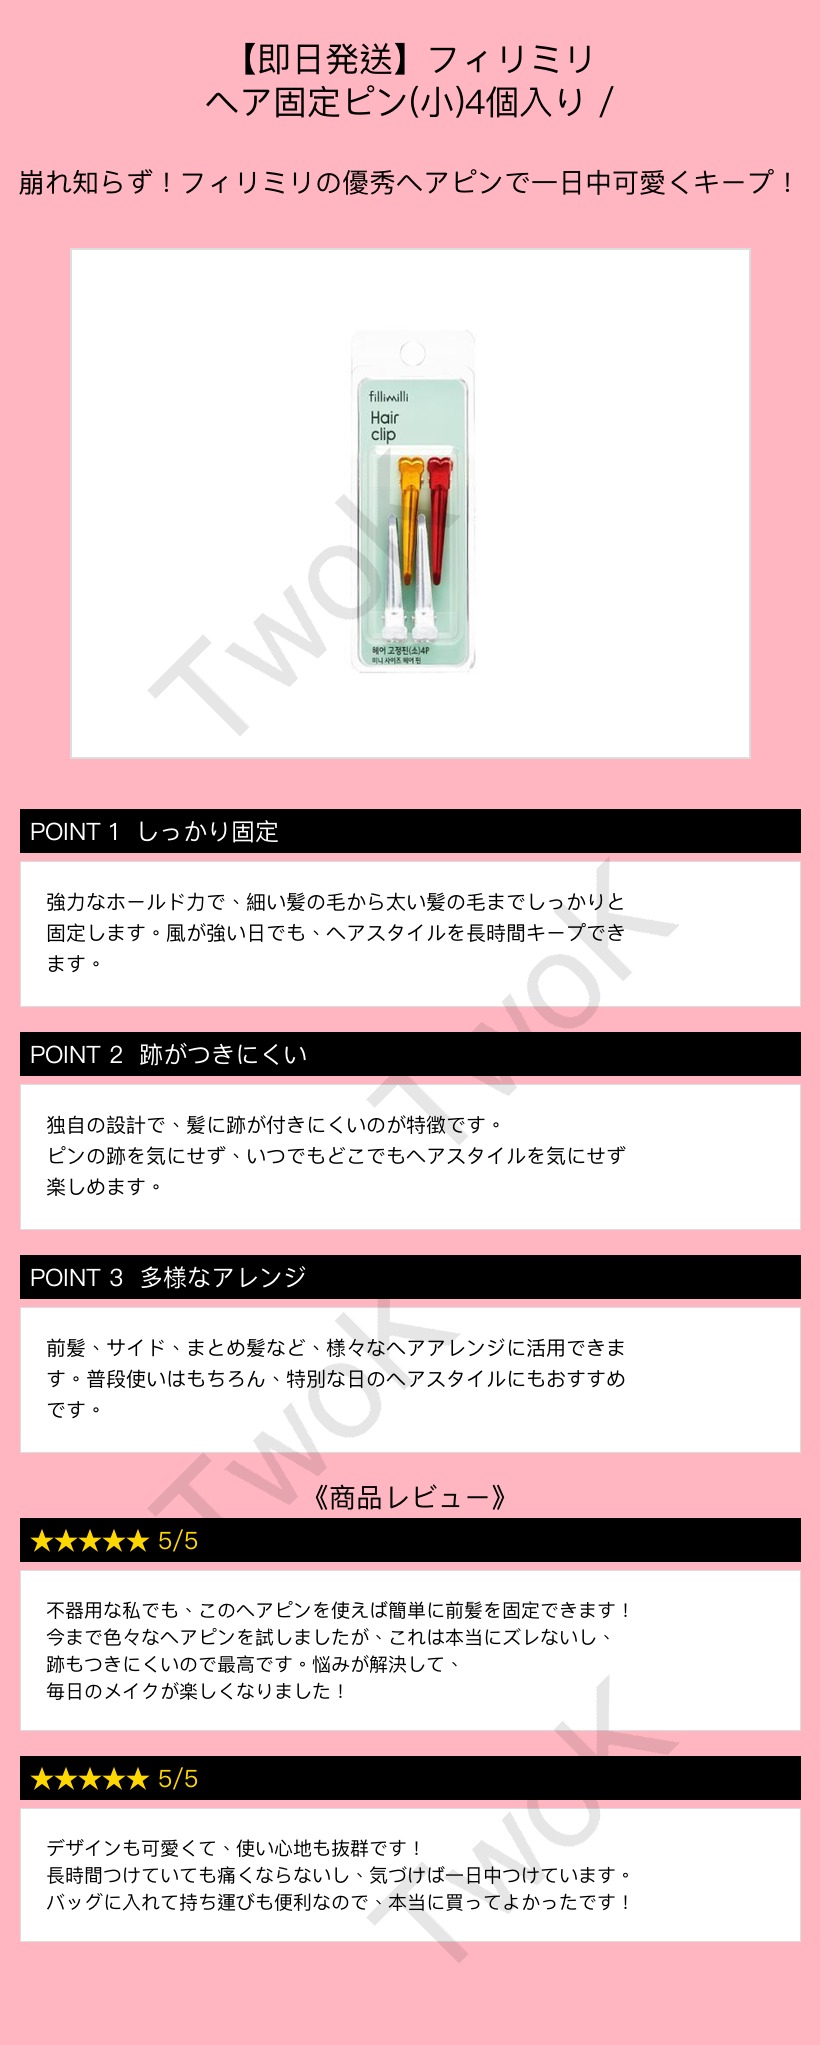 【即日発送】フィリミリ
ヘア固定ピン(小)4個入り /
崩れ知らず！フィリミリの優秀ヘアピンで一日中可愛くキープ！
fillimilli
Hair
clip
헤어 고정핀(소)4P
미니 사이즈 헤어 핀
TwoK
POINT 1 しっかり固定
強力なホールド力で、細い髪の毛から太い髪の毛までしっかりと
固定します。風が強い日でも、ヘアスタイルを長時間キープでき
ます。
TwoK
POINT 2 跡がつきにくい
独自の設計で、髪に跡が付きにくいのが特徴です。
ピンの跡を気にせず、いつでもどこでもヘアスタイルを気にせず
楽しめます。
POINT 3 多様なアレンジ
前髪、サイド、まとめ髪など、様々なヘアアレンジに活用できま
す。普段使いはもちろん、特別な日のヘアスタイルにもおすすめ
です。
TwoK
《商品レビュー》
★★★★★ 5/5
不器用な私でも、このヘアピンを使えば簡単に前髪を固定できます！
今まで色々なヘアピンを試しましたが、これは本当にズレないし、
跡もつきにくいので最高です。悩みが解決して、
毎日のメイクが楽しくなりました！
★★★★★ 5/5
デザインも可愛くて、使い心地も抜群です！
長時間つけていても痛くならないし、気づけば一日中つけています。
バッグに入れて持ち運びも便利なので、本当に買ってよかったです！
TwoK